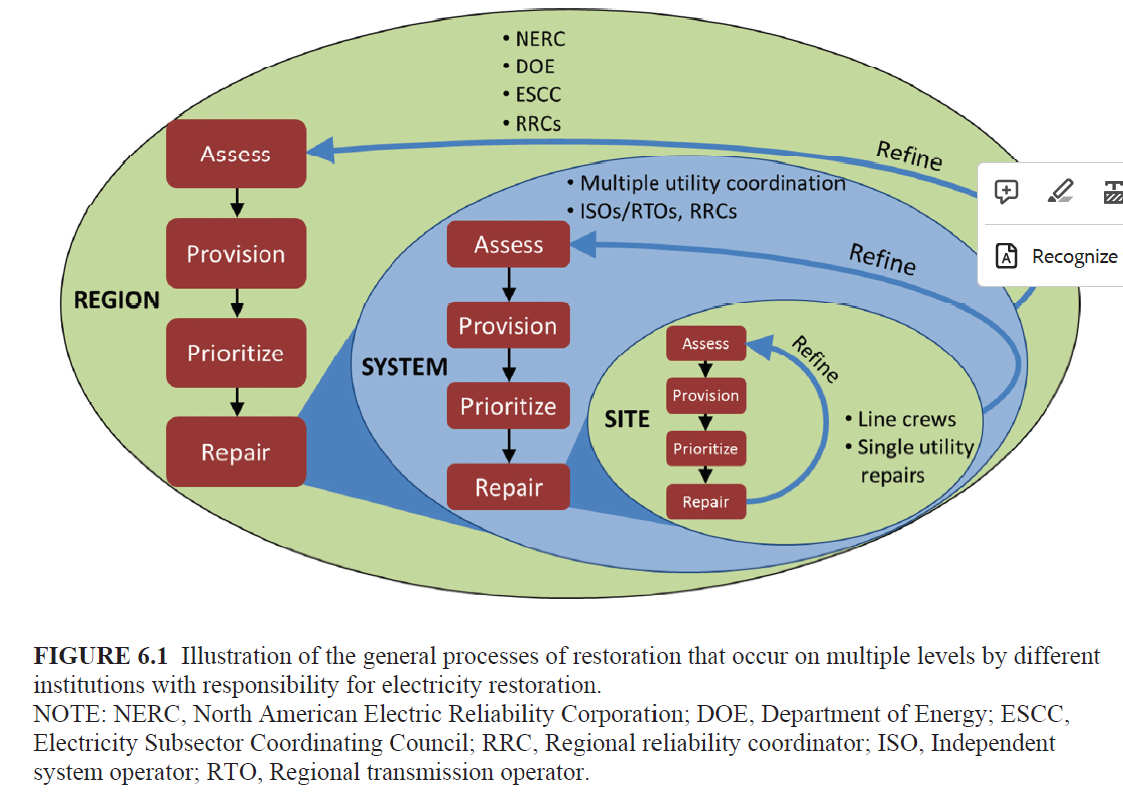 • NERC
• DOE
• ESCC
• RRCs
Refine
Assess
Provision
REGION
Prioritize
Repair
• Multiple utility coordination
• ISOs/RTOs, RRCs
Refine
Assess
Provision
SYSTEM
Prioritize
Repair
Refine
Assess
Provision
SITE
Prioritize
Repair
• Line crews
• Single utility
repairs
A
Recognize
FIGURE 6.1 Illustration of the general processes of restoration that occur on multiple levels by different
institutions with responsibility for electricity restoration.
NOTE: NERC, North American Electric Reliability Corporation; DOE, Department of Energy; ESCC,
Electricity Subsector Coordinating Council; RRC, Regional reliability coordinator; ISO, Independent
system operator; RTO, Regional transmission operator.